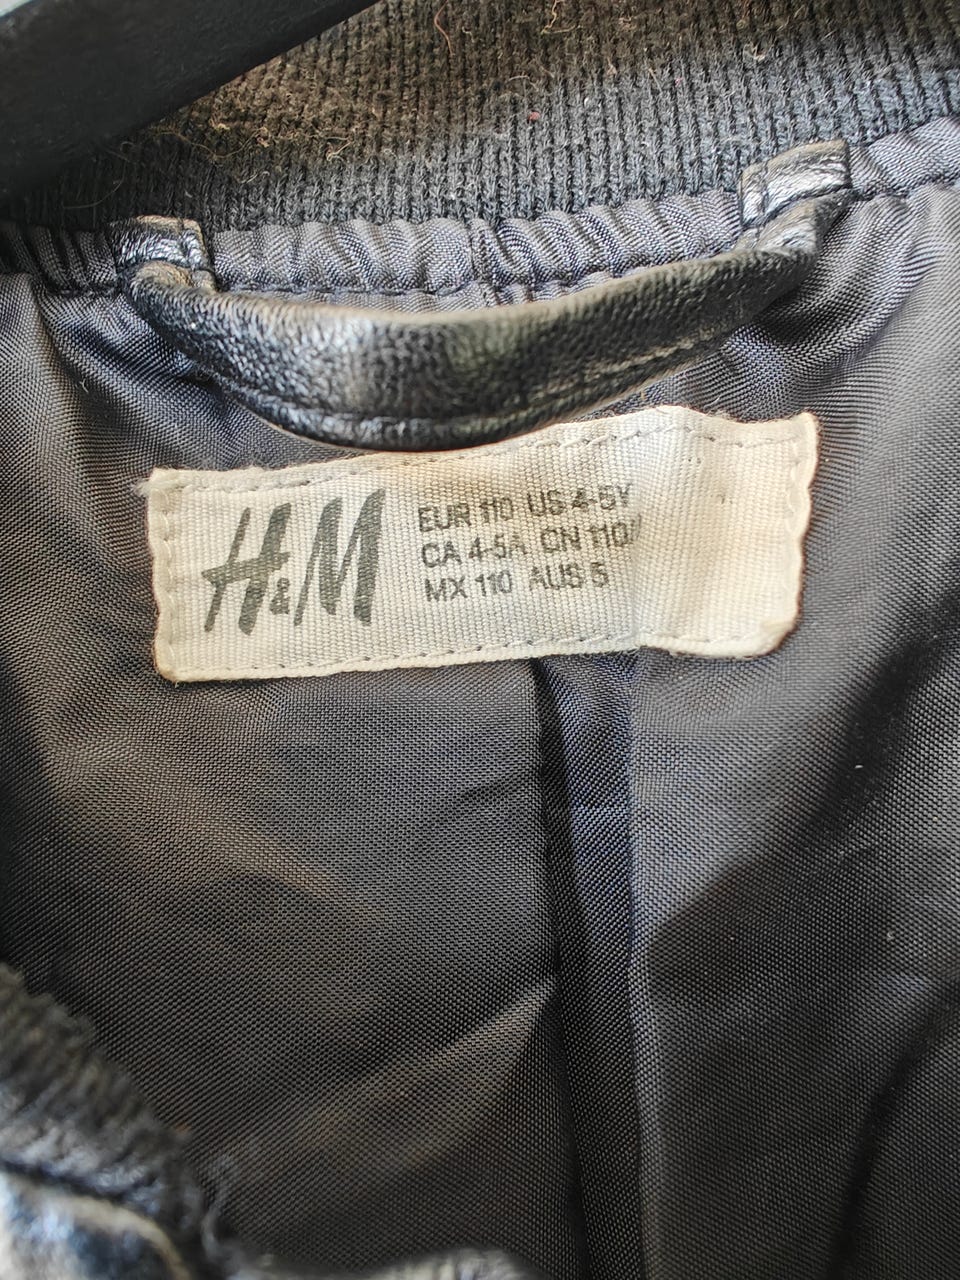 H&M
EUR 110 US 4-5Y
CA 4-5A CN 110/
MX 110 AUS 5